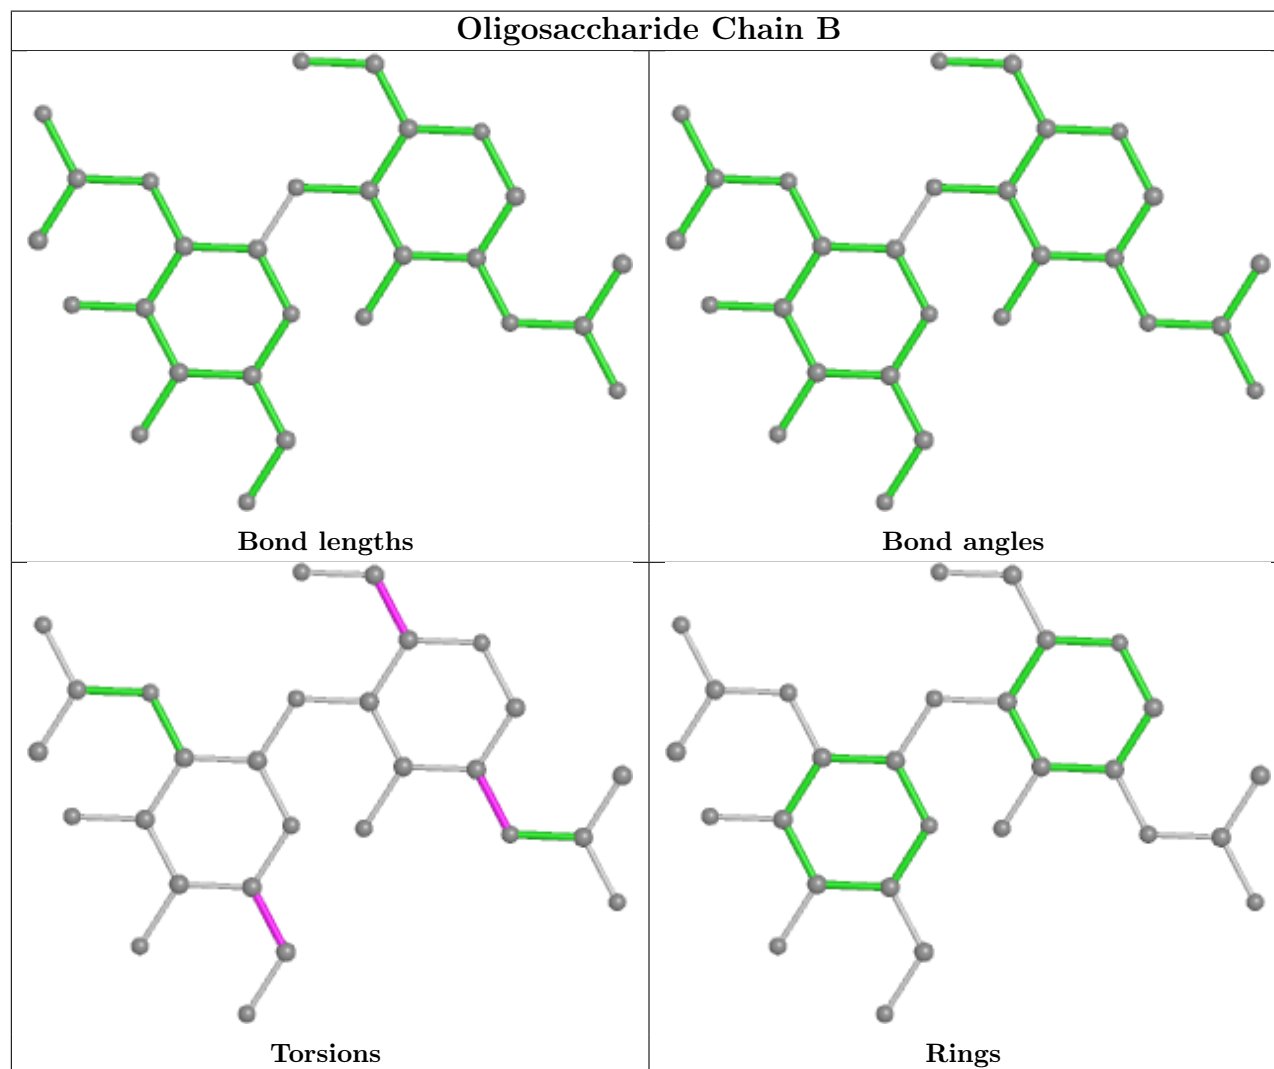 Oligosaccharide Chain B
Bond lengths
Bond angles
Torsions
Rings